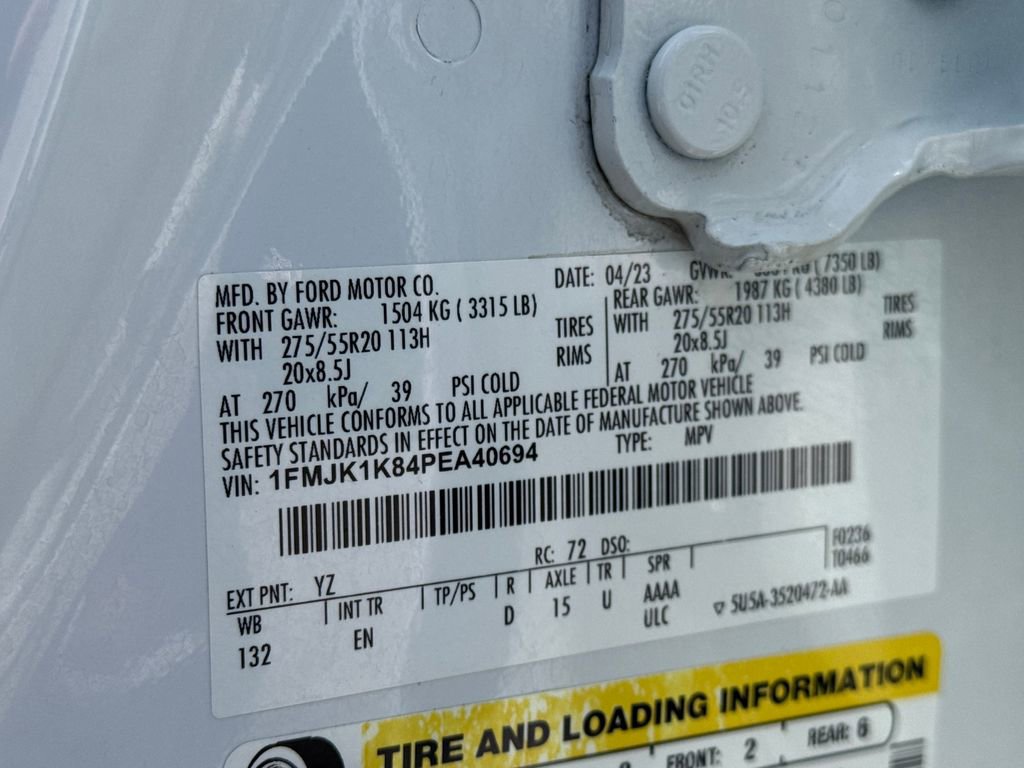 01RH
10.5
MFD. BY FORD MOTOR CO.
DATE: 04/23
GVWR: KG ( 7350 LB)
FRONT GAWR: 1504 KG ( 3315 LB)
REAR GAWR: 1987 KG ( 4380 LB)
WITH 275/55R20 113H TIRES
WITH 275/55R20 113H TIRES
20x8.5J RIMS
20x8.5J RIMS
AT 270 kPa/ 39 PSI COLD
AT 270 kPa/ 39 PSI COLD
THIS VEHICLE CONFORMS TO ALL APPLICABLE FEDERAL MOTOR VEHICLE
SAFETY STANDARDS IN EFFECT ON THE DATE OF MANUFACTURE SHOWN ABOVE.
VIN: 1FMJK1K84PEA40694
TYPE: MPV
F0236
T0466
EXT PNT: YZ RC: 72 DSO:
WB INT TR TP/PS R AXLE TR SPR
132 EN D 15 U AAAA
ULC
5U5A-3520472-AA
TIRE AND LOADING INFORMATION
FRONT: 2 REAR: 6